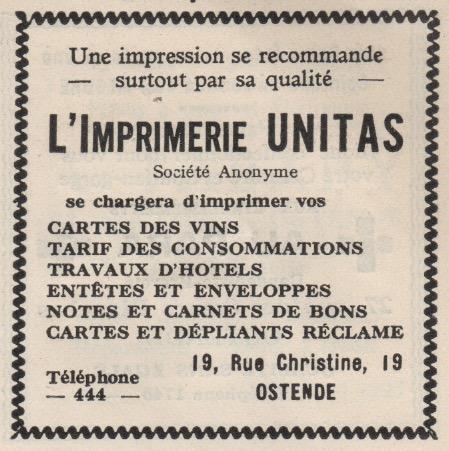 Une impression se recommande
— surtout par sa qualité —
L'IMPRIMERIE UNITAS
Société Anonyme
se chargera d'imprimer vos
CARTES DES VINS
TARIF DES CONSOMMATIONS
TRAVAUX D'HOTELS
ENTÊTES ET ENVELOPPES
NOTES ET CARNETS DE BONS
CARTES ET DÉPLIANTS RÉCLAME
19, Rue Christine, 19
OSTENDE
Téléphone
— 444 —